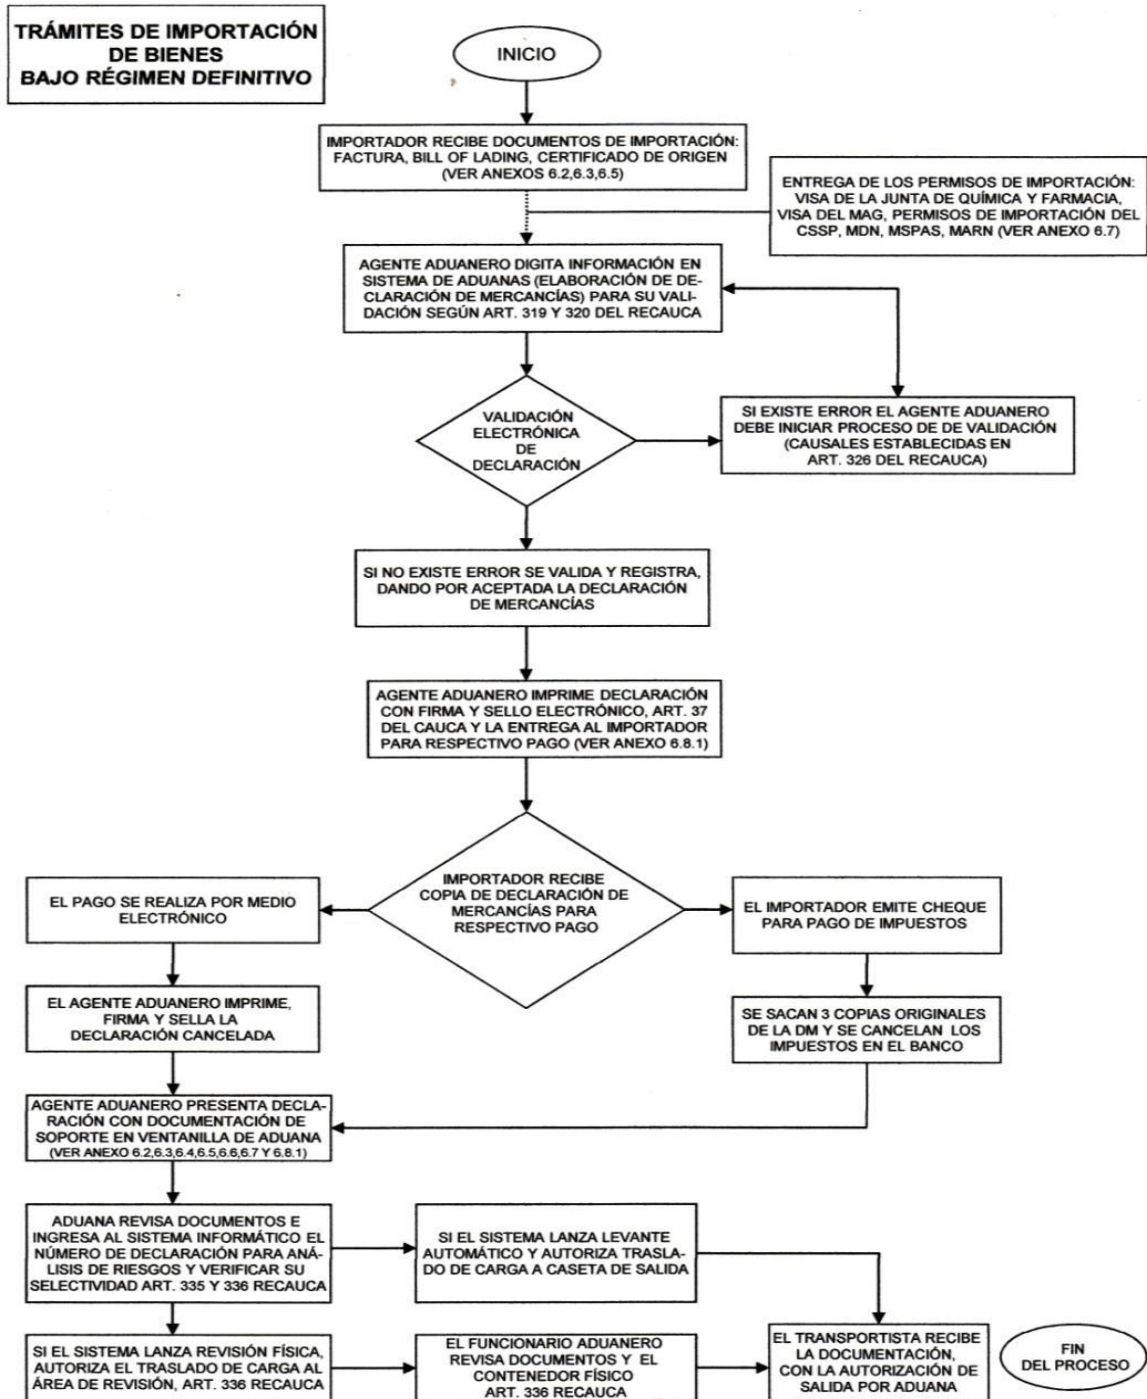 TRÁMITES DE IMPORTACIÓN
DE BIENES
BAJO RÉGIMEN DEFINITIVO
INICIO
IMPORTADOR RECIBE DOCUMENTOS DE IMPORTACIÓN:
FACTURA, BILL OF LADING, CERTIFICADO DE ORIGEN
(VER ANEXOS 6.2,6.3,6.5)
ENTREGA DE LOS PERMISOS DE IMPORTACIÓN:
VISA DE LA JUNTA DE QUÍMICA Y FARMACIA,
VISA DEL MAG, PERMISOS DE IMPORTACIÓN DEL
CSSP, MDN, MSPAS, MARN (VER ANEXO 6.7)
AGENTE ADUANERO DIGITA INFORMACIÓN EN
SISTEMA DE ADUANAS (ELABORACIÓN DE DE-
CLARACIÓN DE MERCANCÍAS) PARA SU VALI-
DACIÓN SEGÚN ART. 319 Y 320 DEL RECAUCA
VALIDACIÓN
ELECTRÓNICA
DE
DECLARACIÓN
SI EXISTE ERROR EL AGENTE ADUANERO
DEBE INICIAR PROCESO DE DE VALIDACIÓN
(CAUSALES ESTABLECIDAS EN
ART. 326 DEL RECAUCA)
SI NO EXISTE ERROR SE VALIDA Y REGISTRA,
DANDO POR ACEPTADA LA DECLARACIÓN
DE MERCANCÍAS
AGENTE ADUANERO IMPRIME DECLARACIÓN
CON FIRMA Y SELLO ELECTRÓNICO, ART. 37
DEL CAUCA Y LA ENTREGA AL IMPORTADOR
PARA RESPECTIVO PAGO (VER ANEXO 6.8.1)
IMPORTADOR RECIBE
COPIA DE DECLARACIÓN DE
MERCANCÍAS PARA
RESPECTIVO PAGO
EL PAGO SE REALIZA POR MEDIO
ELECTRÓNICO
EL IMPORTADOR EMITE CHEQUE
PARA PAGO DE IMPUESTOS
EL AGENTE ADUANERO IMPRIME,
FIRMA Y SELLA LA
DECLARACIÓN CANCELADA
SE SACAN 3 COPIAS ORIGINALES
DE LA DM Y SE CANCELAN LOS
IMPUESTOS EN EL BANCO
AGENTE ADUANERO PRESENTA DECLA-
RACIÓN CON DOCUMENTACIÓN DE
SOPORTE EN VENTANILLA DE ADUANA
(VER ANEXO 6.2,6.3,6.4,6.5,6.6,6.7 Y 6.8.1)
ADUANA REVISA DOCUMENTOS E
INGRESA AL SISTEMA INFORMÁTICO EL
NÚMERO DE DECLARACIÓN PARA ANÁ-
LISIS DE RIESGOS Y VERIFICAR SU
SELECTIVIDAD ART. 335 Y 336 RECAUCA
SI EL SISTEMA LANZA LEVANTE
AUTOMÁTICO Y AUTORIZA TRASLA-
DO DE CARGA A CASETA DE SALIDA
SI EL SISTEMA LANZA REVISIÓN FÍSICA,
AUTORIZA EL TRASLADO DE CARGA AL
ÁREA DE REVISIÓN, ART. 336 RECAUCA
EL FUNCIONARIO ADUANERO
REVISA DOCUMENTOS Y EL
CONTENEDOR FÍSICO
ART. 336 RECAUCA
EL TRANSPORTISTA RECIBE
LA DOCUMENTACIÓN,
CON LA AUTORIZACIÓN DE
SALIDA POR ADUANA
FIN
DEL PROCESO